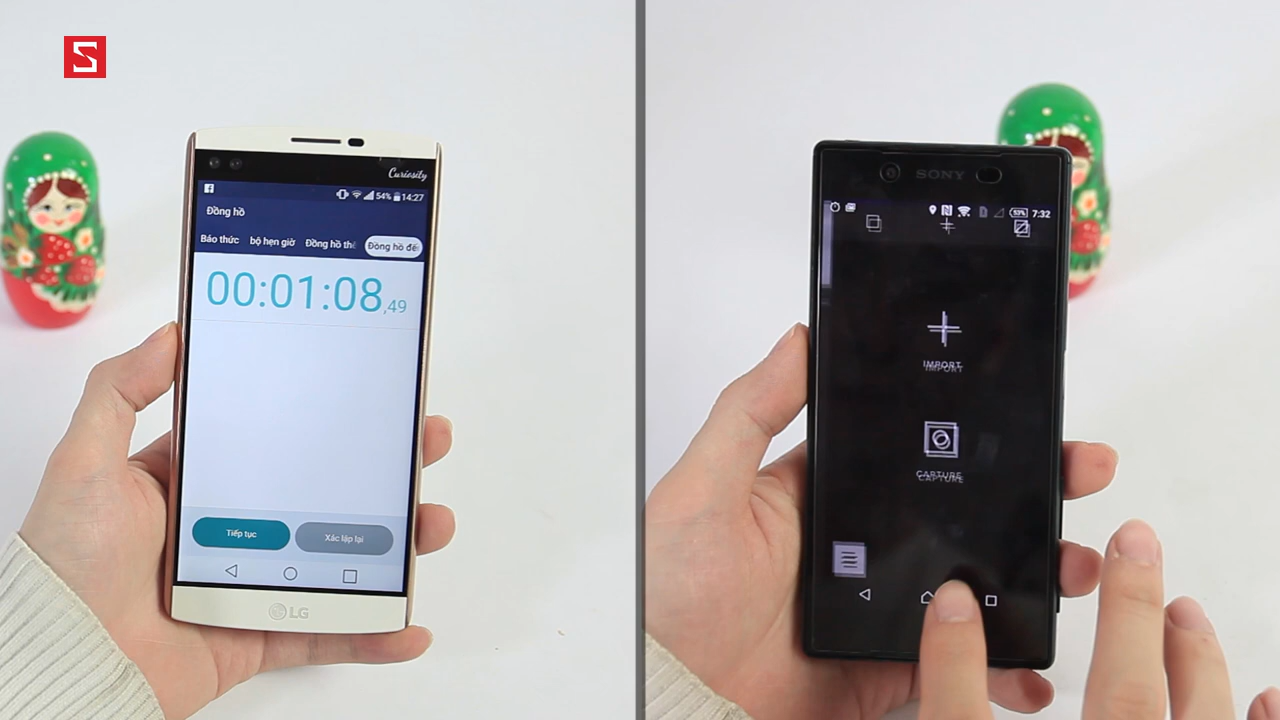 S
Curiosity
54% 14:27
Đồng hồ
Báo thức bộ hẹn giờ Đồng hồ thê Đồng hồ đế
00:01:08,49
Tiếp tục Xác lập lại
LG
SONY
53% 7:32
IMPORT
CAPTURE